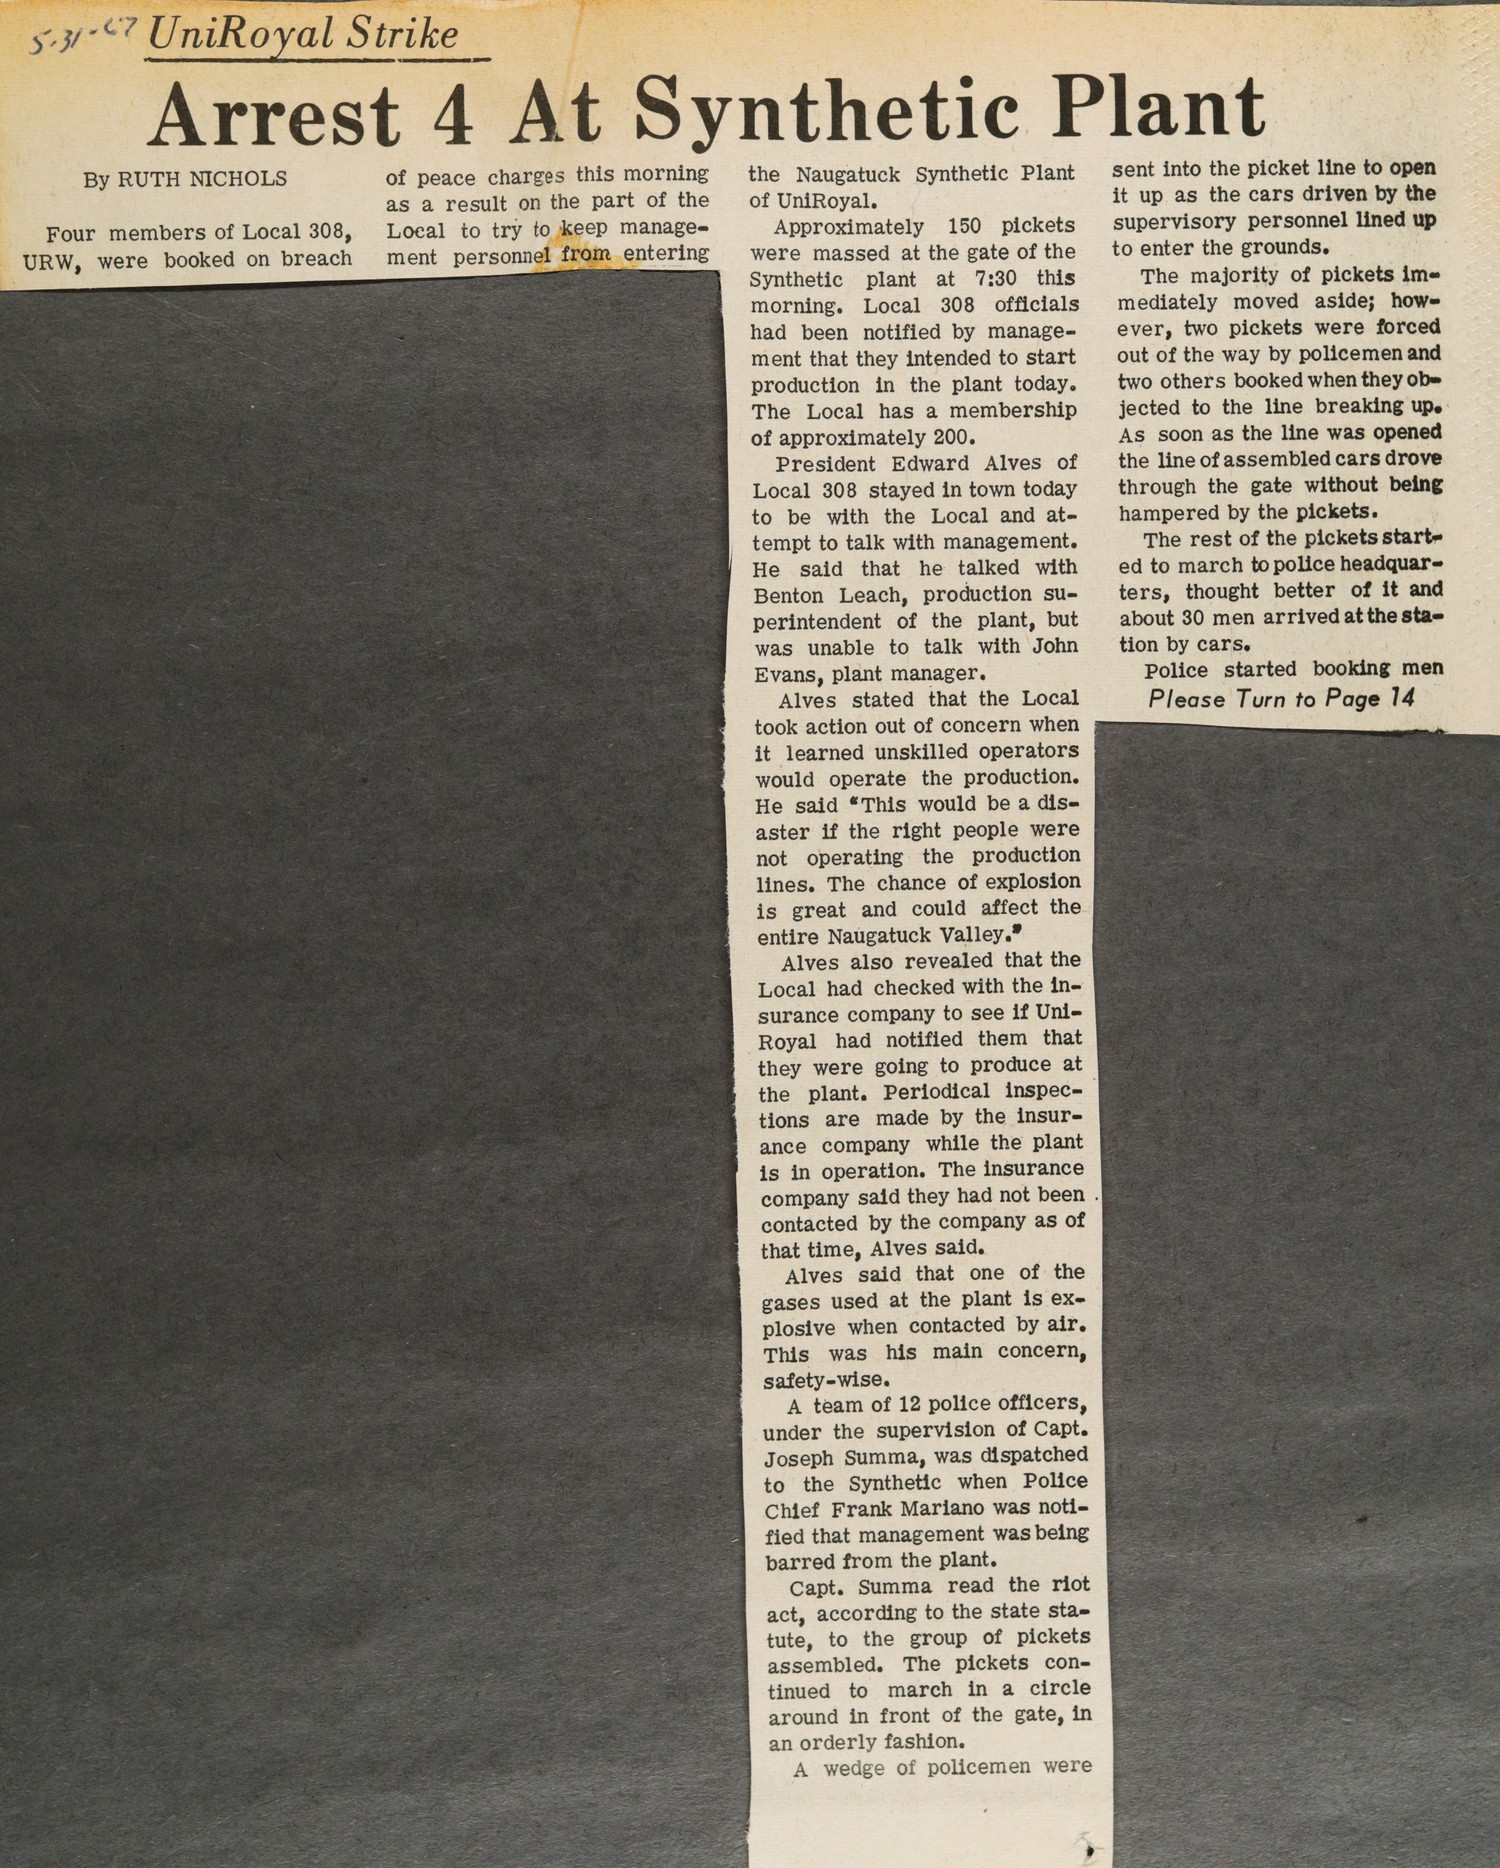 5-31-67 UniRoyal Strike
Arrest 4 At Synthetic Plant
By RUTH NICHOLS
Four members of Local 308,
URW, were booked on breach
of peace charges this morning
as a result on the part of the
Local to try to keep manage-
ment personnel from entering
the Naugatuck Synthetic Plant
of UniRoyal.
Approximately 150 pickets
were massed at the gate of the
Synthetic plant at 7:30 this
morning. Local 308 officials
had been notified by manage-
ment that they intended to start
production in the plant today.
The Local has a membership
of approximately 200.
President Edward Alves of
Local 308 stayed in town today
to be with the Local and at-
tempt to talk with management.
He said that he talked with
Benton Leach, production su-
perintendent of the plant, but
was unable to talk with John
Evans, plant manager.
Alves stated that the Local
took action out of concern when
it learned unskilled operators
would operate the production.
He said "This would be a dis-
aster if the right people were
not operating the production
lines. The chance of explosion
is great and could affect the
entire Naugatuck Valley."
Alves also revealed that the
Local had checked with the in-
surance company to see if Uni-
Royal had notified them that
they were going to produce at
the plant. Periodical inspec-
tions are made by the insur-
ance company while the plant
is in operation. The insurance
company said they had not been
contacted by the company as of
that time, Alves said.
Alves said that one of the
gases used at the plant is ex-
plosive when contacted by air.
This was his main concern,
safety-wise.
A team of 12 police officers,
under the supervision of Capt.
Joseph Summa, was dispatched
to the Synthetic when Police
Chief Frank Mariano was noti-
fied that management was being
barred from the plant.
Capt. Summa read the riot
act, according to the state sta-
tute, to the group of pickets
assembled. The pickets con-
tinued to march in a circle
around in front of the gate, in
an orderly fashion.
A wedge of policemen were
sent into the picket line to open
it up as the cars driven by the
supervisory personnel lined up
to enter the grounds.
The majority of pickets im-
mediately moved aside; how-
ever, two pickets were forced
out of the way by policemen and
two others booked when they ob-
jected to the line breaking up.
As soon as the line was opened
the line of assembled cars drove
through the gate without being
hampered by the pickets.
The rest of the pickets start-
ed to march to police headquar-
ters, thought better of it and
about 30 men arrived at the sta-
tion by cars.
Police started booking men
Please Turn to Page 14